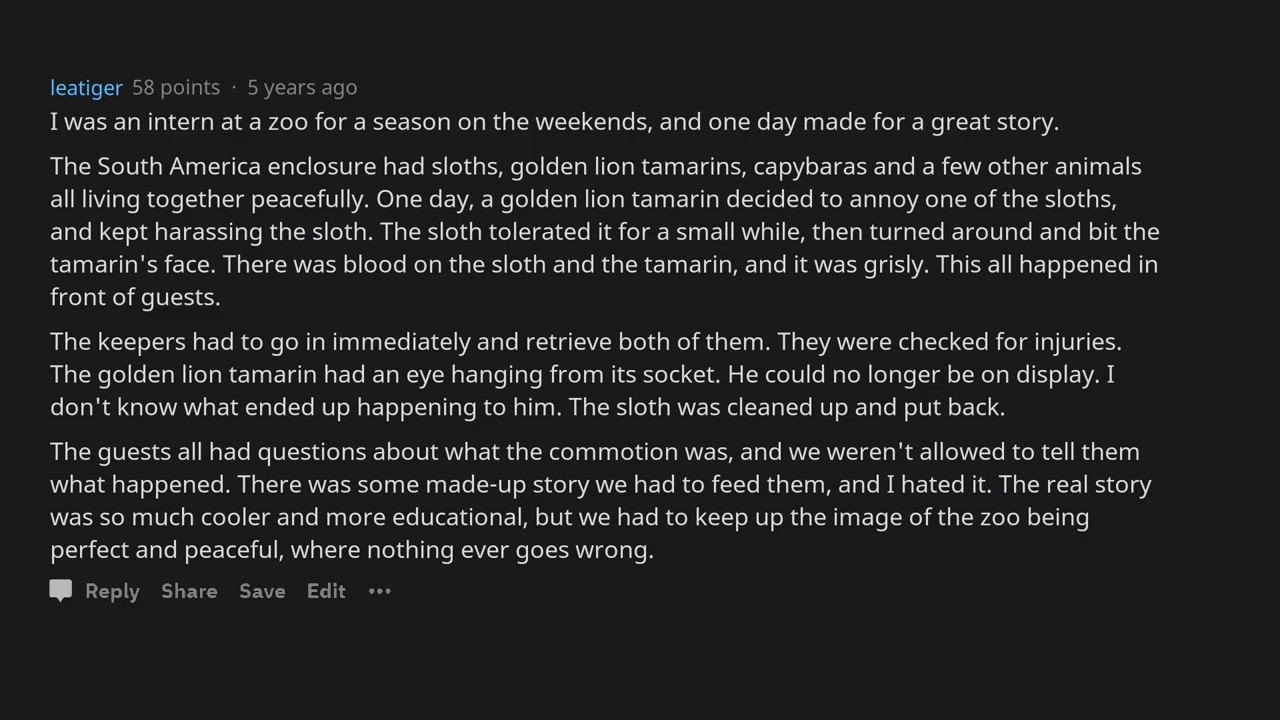 leatiger 58 points · 5 years ago
I was an intern at a zoo for a season on the weekends, and one day made for a great story.
The South America enclosure had sloths, golden lion tamarins, capybaras and a few other animals
all living together peacefully. One day, a golden lion tamarin decided to annoy one of the sloths,
and kept harassing the sloth. The sloth tolerated it for a small while, then turned around and bit the
tamarin's face. There was blood on the sloth and the tamarin, and it was grisly. This all happened in
front of guests.
The keepers had to go in immediately and retrieve both of them. They were checked for injuries.
The golden lion tamarin had an eye hanging from its socket. He could no longer be on display. I
don't know what ended up happening to him. The sloth was cleaned up and put back.
The guests all had questions about what the commotion was, and we weren't allowed to tell them
what happened. There was some made-up story we had to feed them, and I hated it. The real story
was so much cooler and more educational, but we had to keep up the image of the zoo being
perfect and peaceful, where nothing ever goes wrong.
Reply Share Save Edit •••